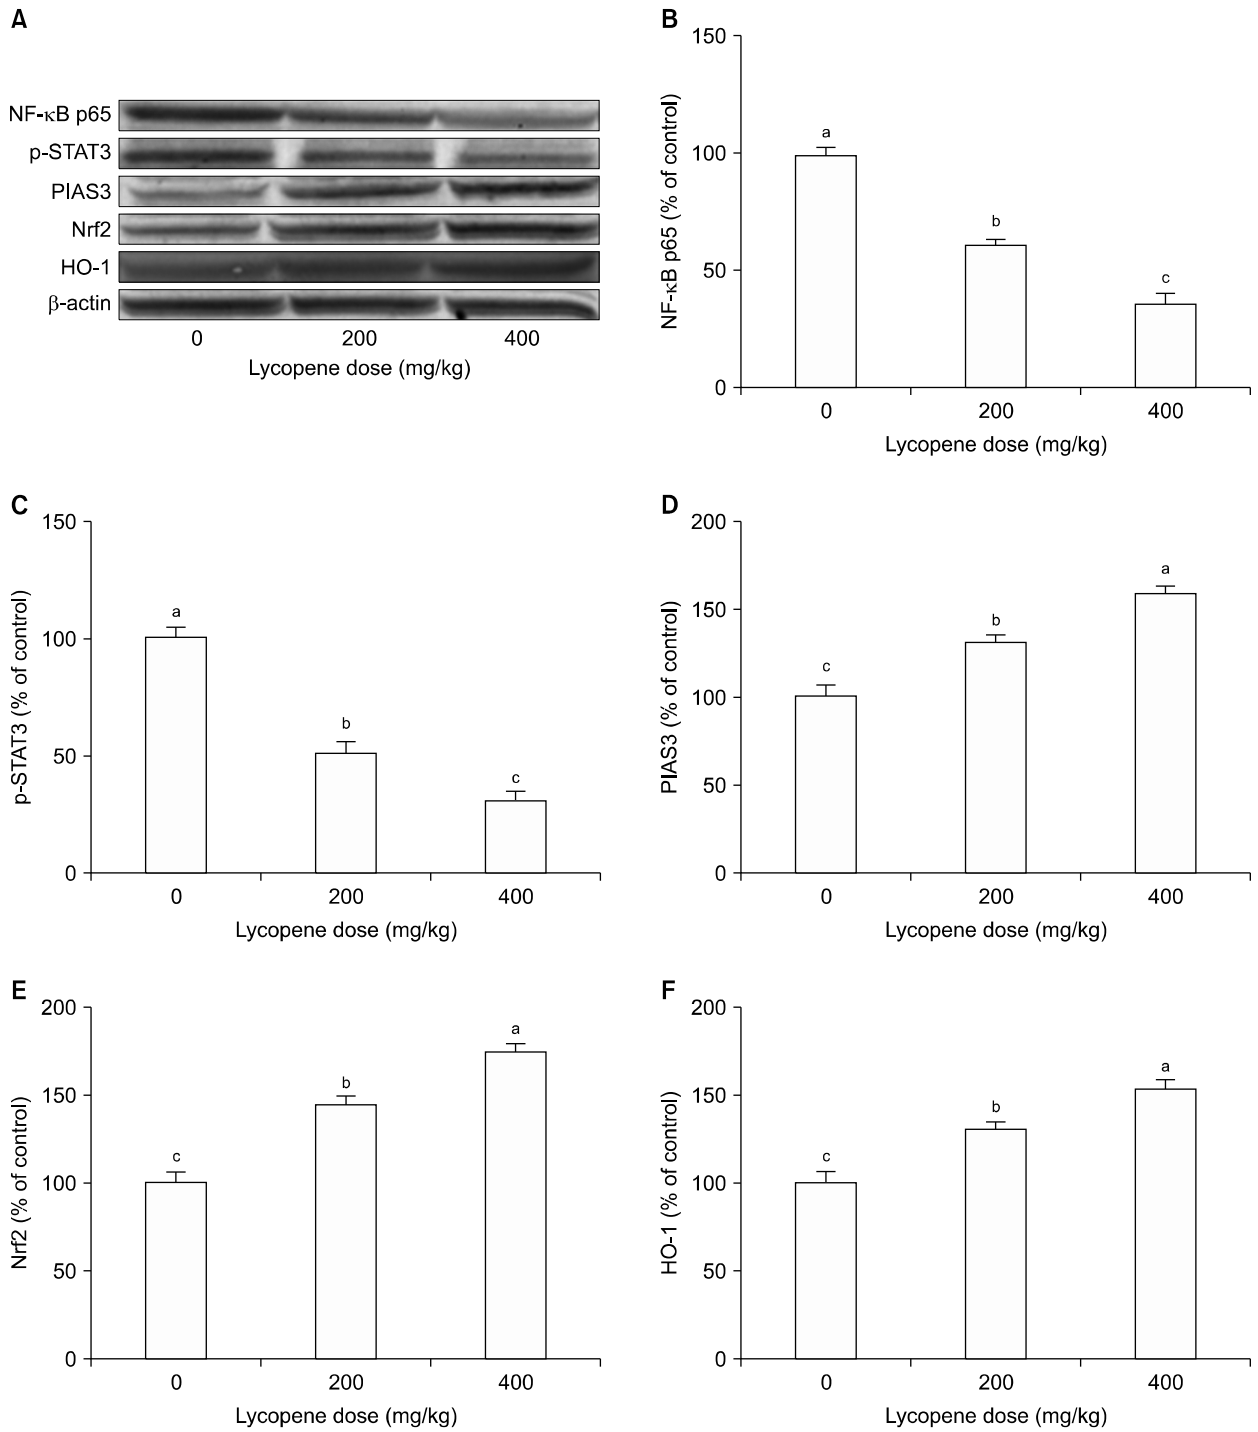 A
NF-κB p65
p-STAT3
PIAS3
Nrf2
HO-1
β-actin
0 200 400
Lycopene dose (mg/kg)
B
NF-κB p65 (% of control)
150
100
50
0
a
b
c
0 200 400
Lycopene dose (mg/kg)
C
p-STAT3 (% of control)
150
100
50
0
a
b
c
0 200 400
Lycopene dose (mg/kg)
D
PIAS3 (% of control)
200
150
100
50
0
c
b
a
0 200 400
Lycopene dose (mg/kg)
E
Nrf2 (% of control)
200
150
100
50
0
c
b
a
0 200 400
Lycopene dose (mg/kg)
F
HO-1 (% of control)
200
150
100
50
0
c
b
a
0 200 400
Lycopene dose (mg/kg)